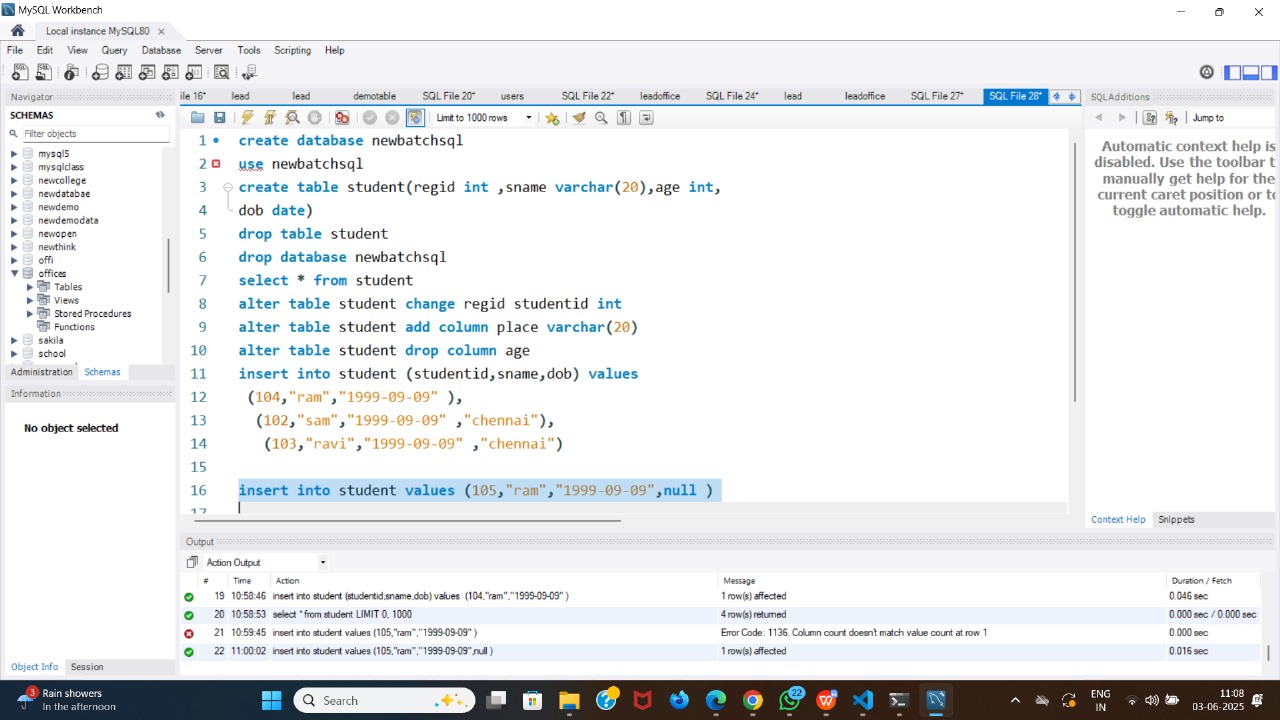 MySQL Workbench
Local instance MySQL80
File Edit View Query Database Server Tools Scripting Help
Navigator
SCHEMAS
Filter objects
mysql5
mysqlclass
newcollege
newdatabae
newdemo
newdemodata
newopen
newthink
offi
offices
Tables
Views
Stored Procedures
Functions
sakila
school
Administration Schemas
Information
No object selected
Object Info Session
ile 16* lead lead demotable SQL File 20* users SQL File 22* leadoffice SQL File 24* lead leadoffice SQL File 27* SQL File 28*
Limit to 1000 rows
1 create database newbatchsql
2 use newbatchsql
3 create table student(regid int ,sname varchar(20),age int,
4 dob date)
5 drop table student
6 drop database newbatchsql
7 select * from student
8 alter table student change regid studentid int
9 alter table student add column place varchar(20)
10 alter table student drop column age
11 insert into student (studentid,sname,dob) values
12 (104,"ram","1999-09-09" ),
13 (102,"sam","1999-09-09" ,"chennai"),
14 (103,"ravi","1999-09-09" ,"chennai")
15
16 insert into student values (105,"ram","1999-09-09",null )
17
SQLAdditions
Jump to
Automatic context help is
disabled. Use the toolbar t
manually get help for the
current caret position or to
toggle automatic help.
Context Help Snippets
Output
Action Output
# Time Action Message Duration / Fetch
19 10:58:46 insert into student (studentid,sname,dob) values (104,"ram","1999-09-09" ) 1 row(s) affected 0.046 sec
20 10:58:53 select * from student LIMIT 0, 1000 4 row(s) returned 0.000 sec / 0.000 sec
21 10:59:45 insert into student values (105,"ram","1999-09-09" ) Error Code: 1136. Column count doesn't match value count at row 1 0.000 sec
22 11:00:02 insert into student values (105,"ram","1999-09-09",null ) 1 row(s) affected 0.016 sec
3
Rain showers
In the afternoon
Search
22
ENG
IN
11:08
03-06-2025